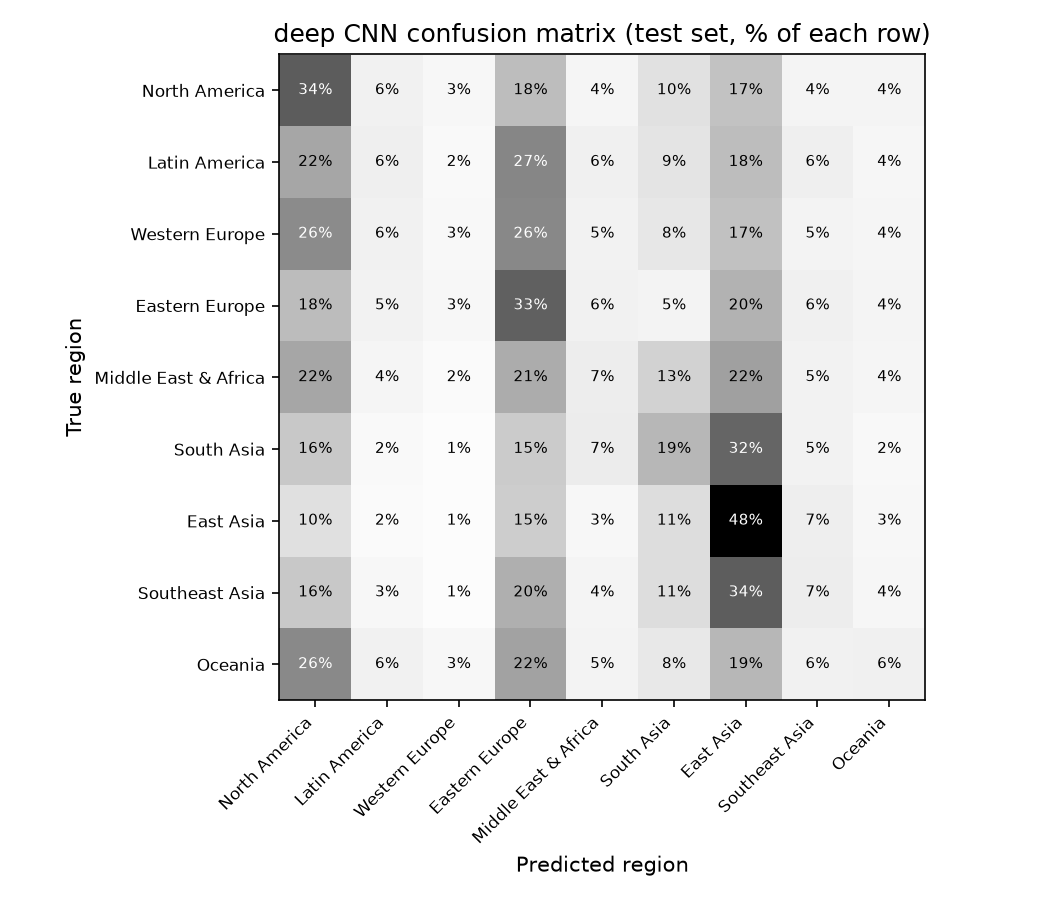 deep CNN confusion matrix (test set, % of each row)
True region
North America 34% 6% 3% 18% 4% 10% 17% 4% 4%
Latin America 22% 6% 2% 27% 6% 9% 18% 6% 4%
Western Europe 26% 6% 3% 26% 5% 8% 17% 5% 4%
Eastern Europe 18% 5% 3% 33% 6% 5% 20% 6% 4%
Middle East & Africa 22% 4% 2% 21% 7% 13% 22% 5% 4%
South Asia 16% 2% 1% 15% 7% 19% 32% 5% 2%
East Asia 10% 2% 1% 15% 3% 11% 48% 7% 3%
Southeast Asia 16% 3% 1% 20% 4% 11% 34% 7% 4%
Oceania 26% 6% 3% 22% 5% 8% 19% 6% 6%
North America
Latin America
Western Europe
Eastern Europe
Middle East & Africa
South Asia
East Asia
Southeast Asia
Oceania
Predicted region